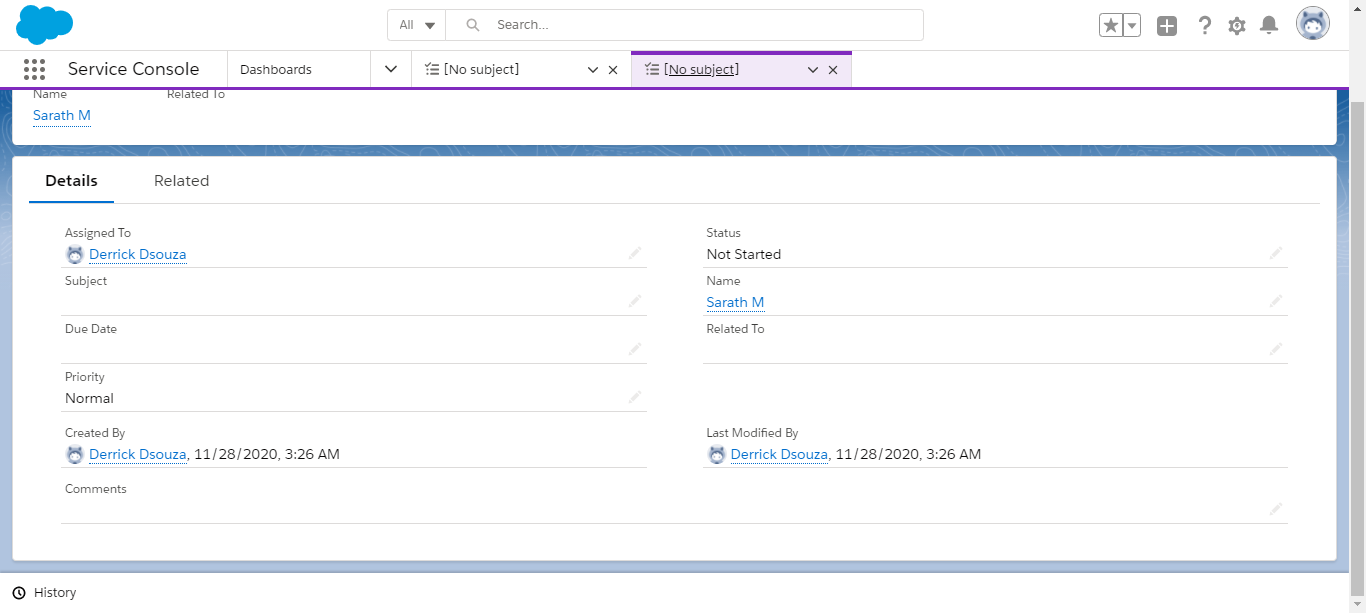 All Search...
Service Console Dashboards [No subject] [No subject]
Name Related To
Sarath M
Details Related
Assigned To
Derrick Dsouza
Status
Not Started
Subject
Name
Sarath M
Due Date
Related To
Priority
Normal
Created By
Derrick Dsouza, 11/28/2020, 3:26 AM
Last Modified By
Derrick Dsouza, 11/28/2020, 3:26 AM
Comments
History